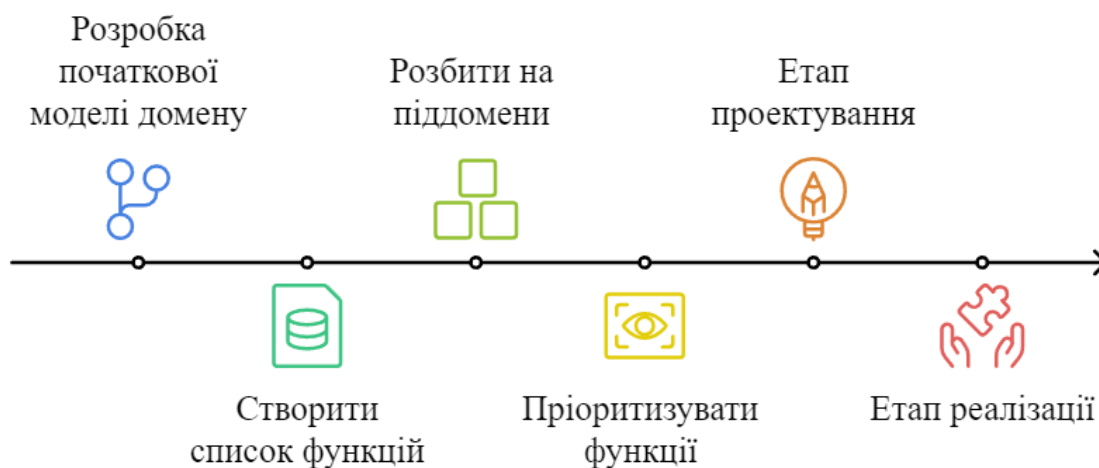 Розробка
початкової
моделі домену
Створити
список функцій
Розбити на
піддомени
Пріоритизувати
функції
Етап
проектування
Етап реалізації